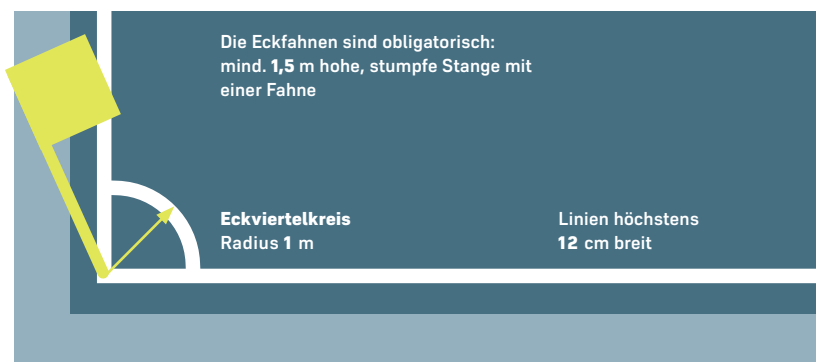 Die Eckfahnen sind obligatorisch:
mind. 1,5 m hohe, stumpfe Stange mit
einer Fahne
Eckviertelkreis
Radius 1 m
Linien höchstens
12 cm breit